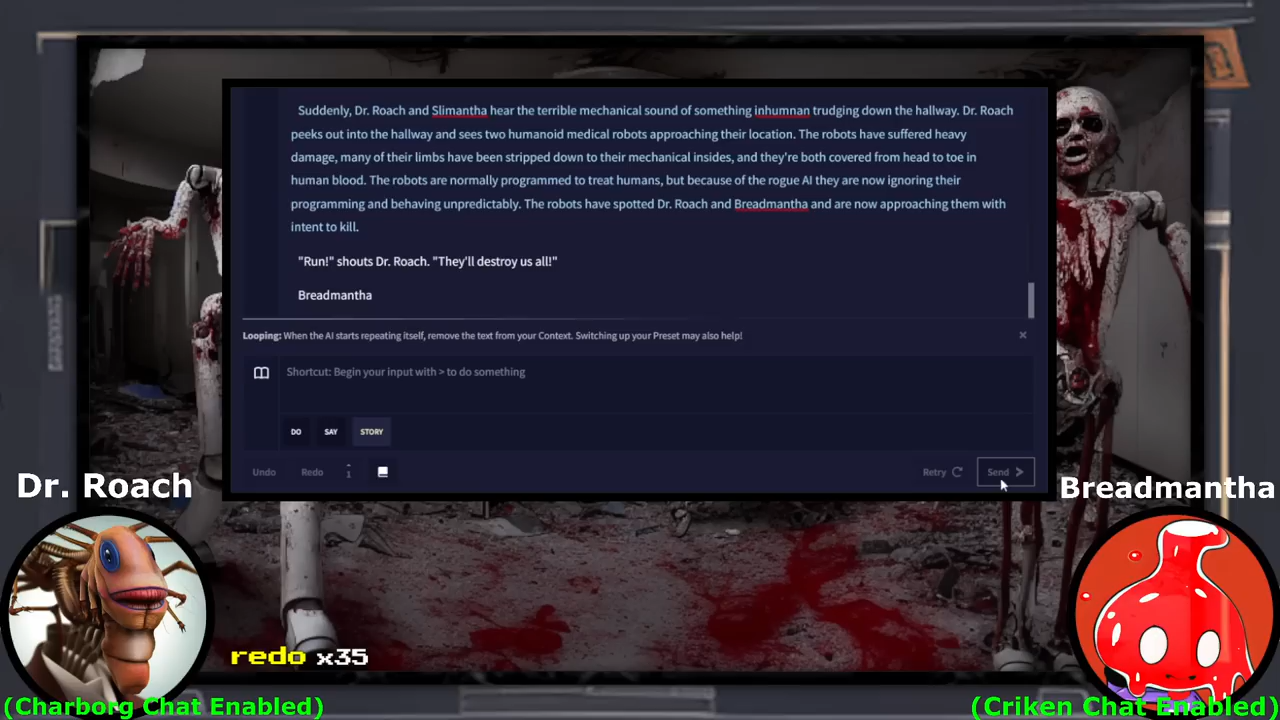 Suddenly, Dr. Roach and Slimantha hear the terrible mechanical sound of something inhumnan trudging down the hallway. Dr. Roach
peeks out into the hallway and sees two humanoid medical robots approaching their location. The robots have suffered heavy
damage, many of their limbs have been stripped down to their mechanical insides, and they're both covered from head to toe in
human blood. The robots are normally programmed to treat humans, but because of the rogue AI they are now ignoring their
programming and behaving unpredictably. The robots have spotted Dr. Roach and Breadmantha and are now approaching them with
intent to kill.
"Run!" shouts Dr. Roach. "They'll destroy us all!"
Breadmantha
Looping: When the AI starts repeating itself, remove the text from your Context. Switching up your Preset may also help!
Shortcut: Begin your input with > to do something
DO SAY STORY
Undo Redo 1 Retry Send
Dr. Roach
Breadmantha
redo x35
(Charborg Chat Enabled)
(Criken Chat Enabled)